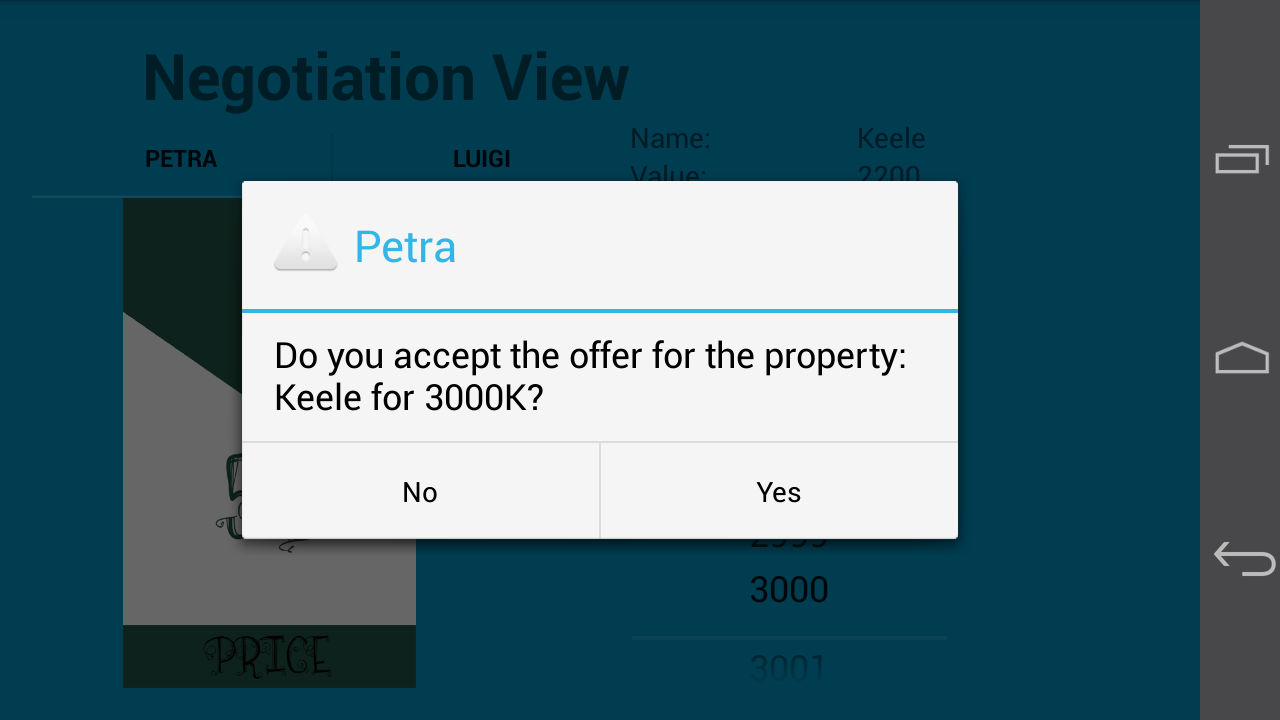 Negotiation View
PETRA
LUIGI
Name:
Keele
Value:
2200
Petra
Do you accept the offer for the property:
Keele for 3000K?
No
Yes
2999
3000
3001
PRICE